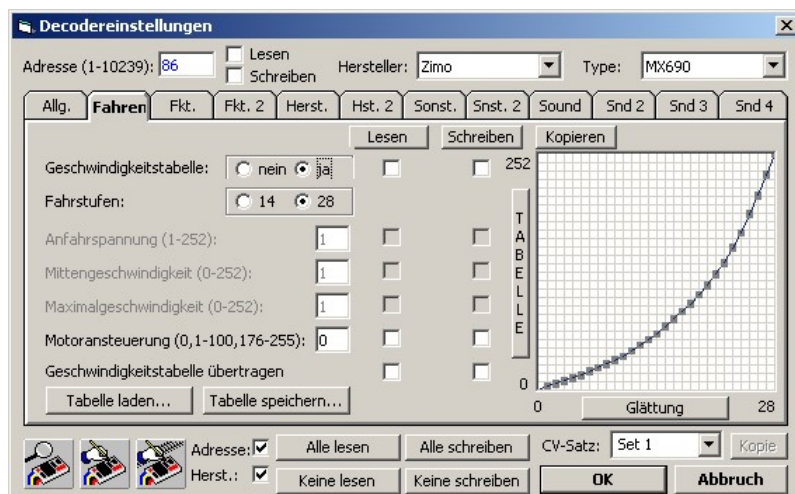 Decodereinstellungen
Adresse (1-10239): 86 Lesen Schreiben Hersteller: Zimo Type: MX690
Allg. Fahren Fkt. Fkt. 2 Herst. Hst. 2 Sonst. Snst. 2 Sound Snd 2 Snd 3 Snd 4
Lesen Schreiben Kopieren
Geschwindigkeitstabelle: nein ja 252
Fahrstufen: 14 28
TABELLE
Anfahrspannung (1-252): 1
Mittengeschwindigkeit (0-252): 1
Maximalgeschwindigkeit (0-252): 1
Motoransteuerung (0,1-100,176-255): 0
Geschwindigkeitstabelle übertragen 0
Tabelle laden... Tabelle speichern... 0 Glättung 28
Adresse: Alle lesen Alle schreiben CV-Satz: Set 1 Kopie
Herst.: Keine lesen Keine schreiben OK Abbruch